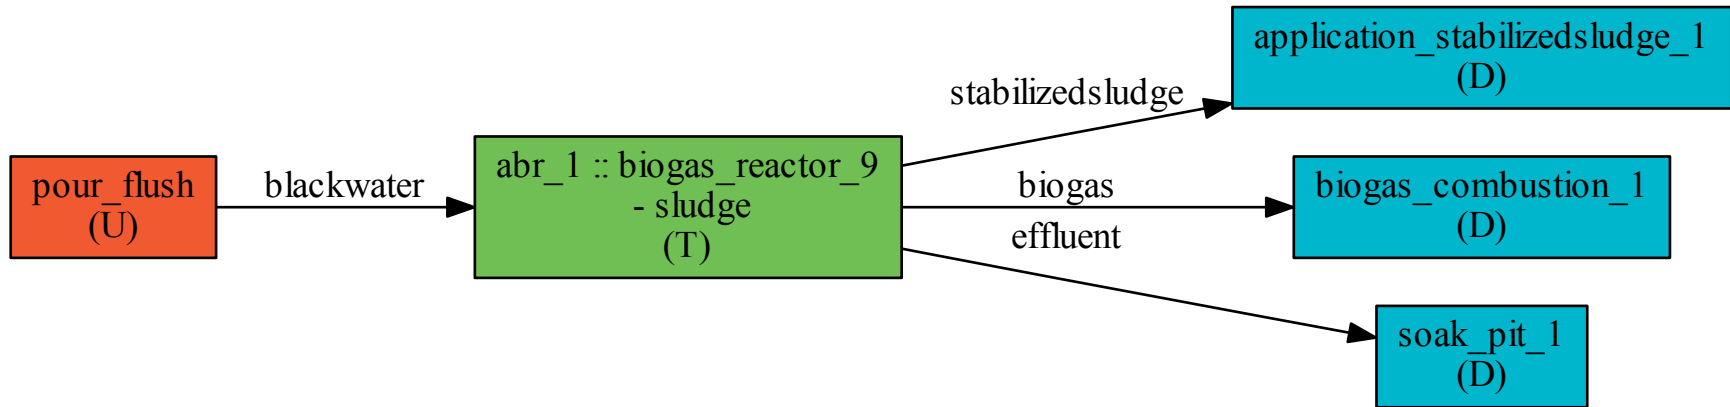 pour_flush
(U)
blackwater
abr_1 :: biogas_reactor_9
- sludge
(T)
stabilizedsludge
biogas
effluent
application_stabilizedsludge_1
(D)
biogas_combustion_1
(D)
soak_pit_1
(D)